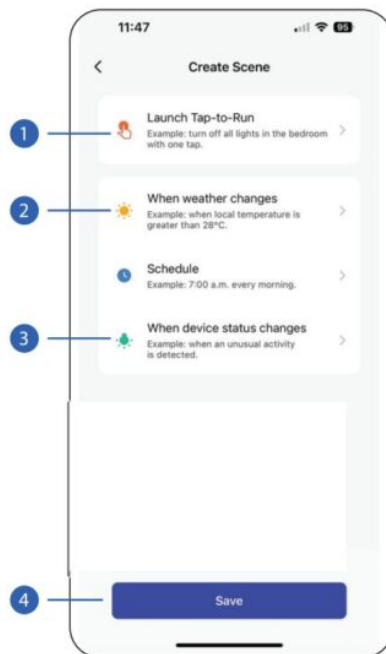 11:47
95
Create Scene
1
Launch Tap-to-Run
Example: turn off all lights in the bedroom
with one tap.
2
When weather changes
Example: when local temperature is
greater than 28°C.
Schedule
Example: 7:00 a.m. every morning.
3
When device status changes
Example: when an unusual activity
is detected.
4
Save